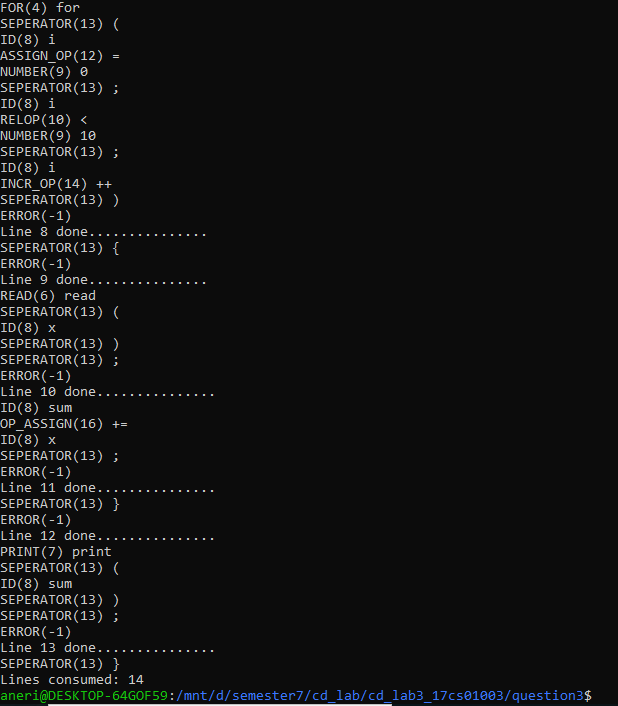 FOR(4) for
SEPERATOR(13) (
ID(8) i
ASSIGN_OP(12) =
NUMBER(9) 0
SEPERATOR(13) ;
ID(8) i
RELOP(10) <
NUMBER(9) 10
SEPERATOR(13) ;
ID(8) i
INCR_OP(14) ++
SEPERATOR(13) )
ERROR(-1)
Line 8 done...............
SEPERATOR(13) {
ERROR(-1)
Line 9 done...............
READ(6) read
SEPERATOR(13) (
ID(8) x
SEPERATOR(13) )
SEPERATOR(13) ;
ERROR(-1)
Line 10 done...............
ID(8) sum
OP_ASSIGN(16) +=
ID(8) x
SEPERATOR(13) ;
ERROR(-1)
Line 11 done...............
SEPERATOR(13) }
ERROR(-1)
Line 12 done...............
PRINT(7) print
SEPERATOR(13) (
ID(8) sum
SEPERATOR(13) )
SEPERATOR(13) ;
ERROR(-1)
Line 13 done...............
SEPERATOR(13) }
Lines consumed: 14
aneri@DESKTOP-64GOF59:/mnt/d/semester7/cd_lab/cd_lab3_17cs01003/question3$